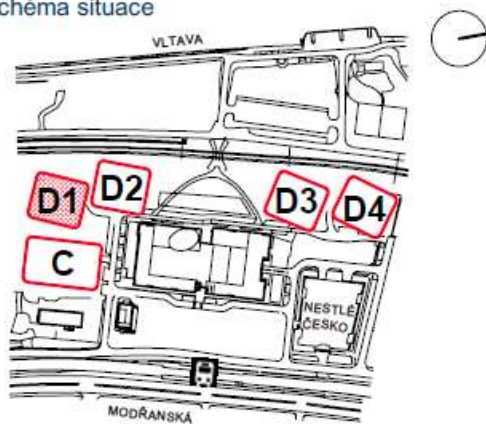 chéma situace
VLTAVA
D1
D2
D3
D4
C
NESTLÉ
ČESKO
MODŘANSKÁ